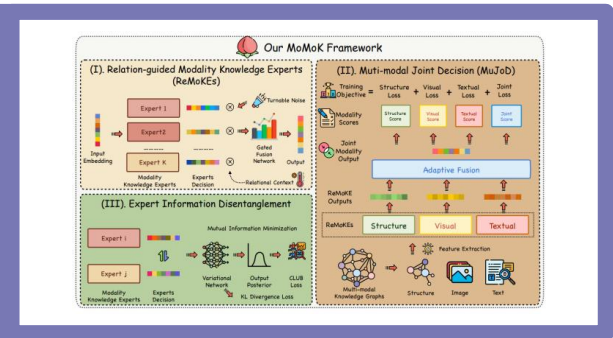 Our MoMoK Framework
(I). Relation-guided Modality Knowledge Experts
(ReMoKEs)
Expert 1
Expert2
Expert K
Input
Embedding
Modality
Knowledge Experts
Experts
Decision
Turnable Noise
Gated
Fusion
Network
Output
Relational Context
(III). Expert Information Disentanglement
Mutual Information Minimization
Expert i
Expert j
Modality
Knowledge Experts
Experts
Decision
Variational
Network
Output
Posterior
CLUB
Loss
KL Divergence Loss
(II). Muti-modal Joint Decision (MuJoD)
Training
Objective = Structure Loss + Visual Loss + Textual Loss + Joint Loss
Modality
Scores
Structure
Score
Visual
Score
Textual
Score
Joint
Score
Joint
Modality
Output
Adaptive Fusion
ReMoKE
Outputs
ReMoKEs
Structure
Visual
Textual
Feature Extraction
Multi-modal
Knowledge Graphs
Structure
Image
Text